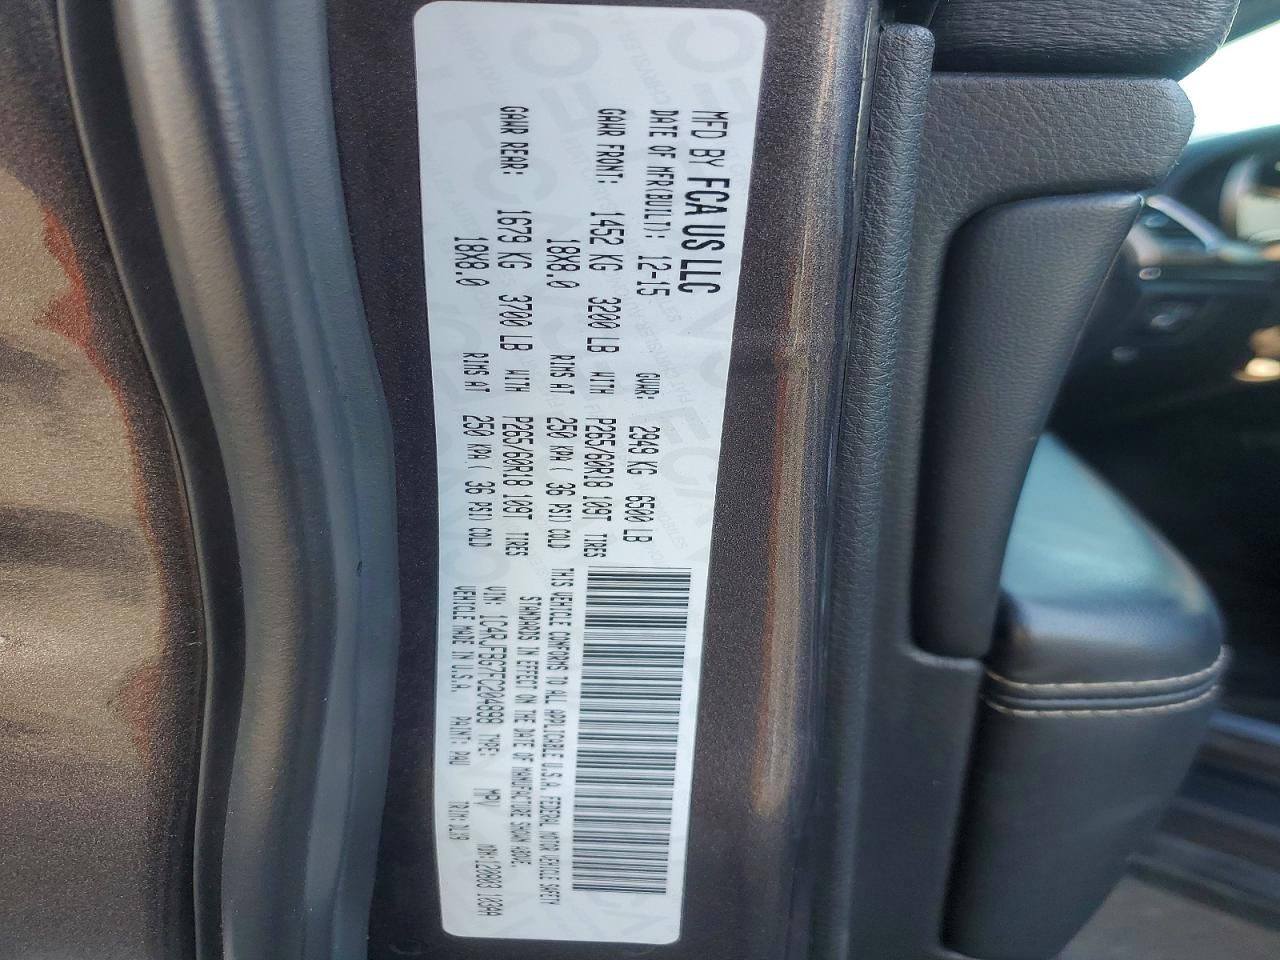 MFD BY FCA US LLC
DATE OF MFR(BUILT): 12-15 GVWR: 2949 KG 6500 LB
GAWR FRONT: 1452 KG 3200 LB WITH P265/60R18 109T TIRES
18X8.0 RIMS AT 250 KPA( 36 PSI) COLD
GAWR REAR: 1679 KG 3700 LB WITH P265/60R18 109T TIRES
18X8.0 RIMS AT 250 KPA( 36 PSI) COLD
THIS VEHICLE CONFORMS TO ALL APPLICABLE U.S.A. FEDERAL MOTOR VEHICLE SAFETY
STANDARDS IN EFFECT ON THE DATE OF MANUFACTURE SHOWN ABOVE.
VIN: 1C4RJFBG7FC204899 TYPE: MPV
VEHICLE MADE IN U.S.A. PAINT: PAU TRIM: